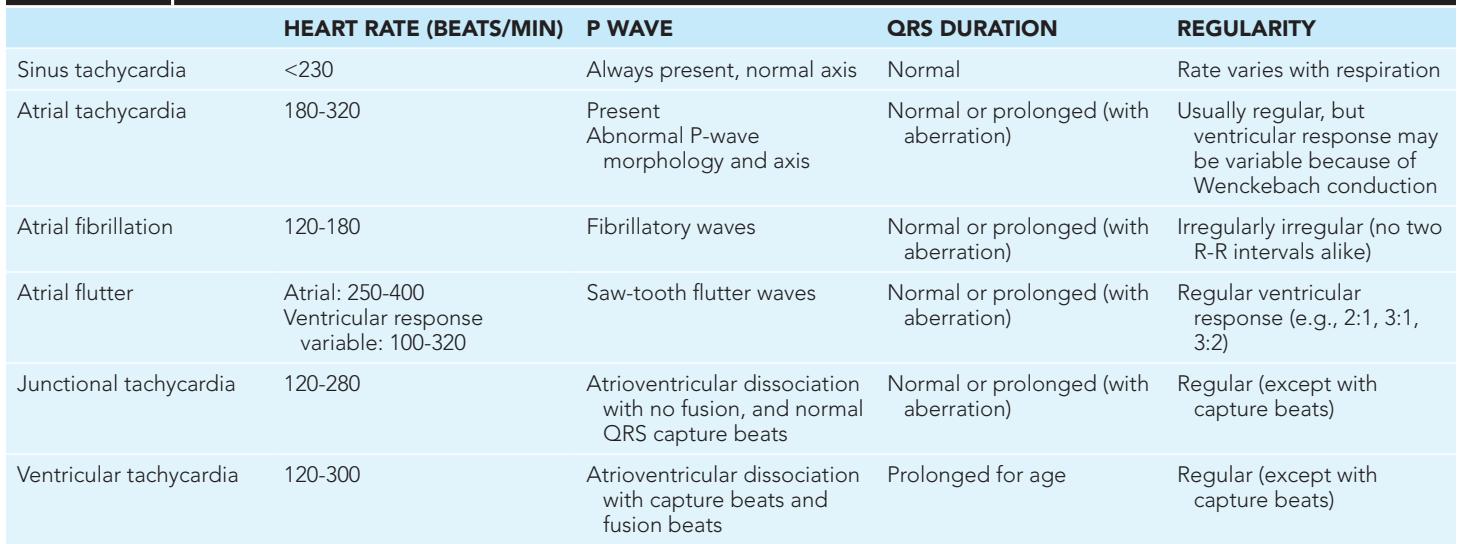 HEART RATE (BEATS/MIN) P WAVE QRS DURATION REGULARITY
Sinus tachycardia <230 Always present, normal axis Normal Rate varies with respiration
Atrial tachycardia 180-320 Present Normal or prolonged (with Usually regular, but
Abnormal P-wave aberration) ventricular response may
morphology and axis be variable because of
Wenckebach conduction
Atrial fibrillation 120-180 Fibrillatory waves Normal or prolonged (with Irregularly irregular (no two
aberration) R-R intervals alike)
Atrial flutter Atrial: 250-400 Saw-tooth flutter waves Normal or prolonged (with Regular ventricular
Ventricular response aberration) response (e.g., 2:1, 3:1,
variable: 100-320 3:2)
Junctional tachycardia 120-280 Atrioventricular dissociation Normal or prolonged (with Regular (except with
with no fusion, and normal aberration) capture beats)
QRS capture beats
Ventricular tachycardia 120-300 Atrioventricular dissociation Prolonged for age Regular (except with
with capture beats and capture beats)
fusion beats